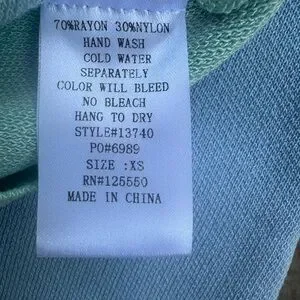 70%RAYON 30%NYLON
HAND WASH
COLD WATER
SEPARATELY
COLOR WILL BLEED
NO BLEACH
HANG TO DRY
STYLE#13740
PO#6989
SIZE :XS
RN#125550
MADE IN CHINA